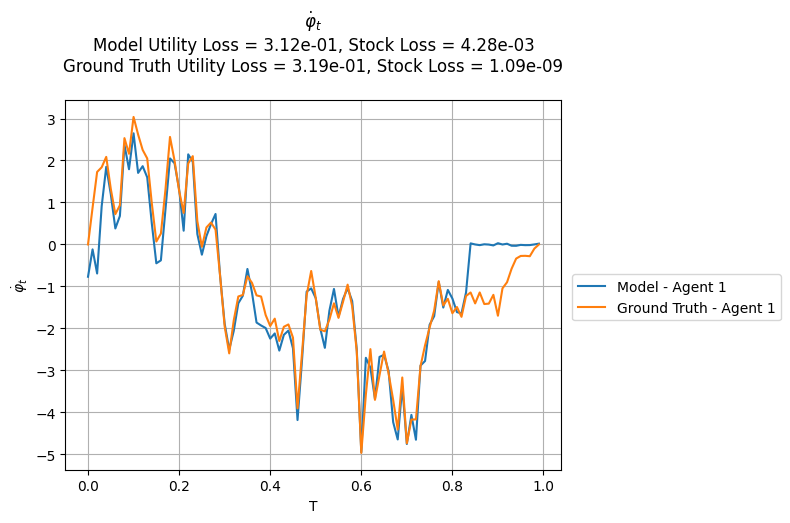 φ̇ₜ
Model Utility Loss = 3.12e-01, Stock Loss = 4.28e-03
Ground Truth Utility Loss = 3.19e-01, Stock Loss = 1.09e-09
3
2
1
0
−1
−2
−3
−4
−5
φ̇ₜ
0.0 0.2 0.4 0.6 0.8 1.0
T
Model - Agent 1
Ground Truth - Agent 1